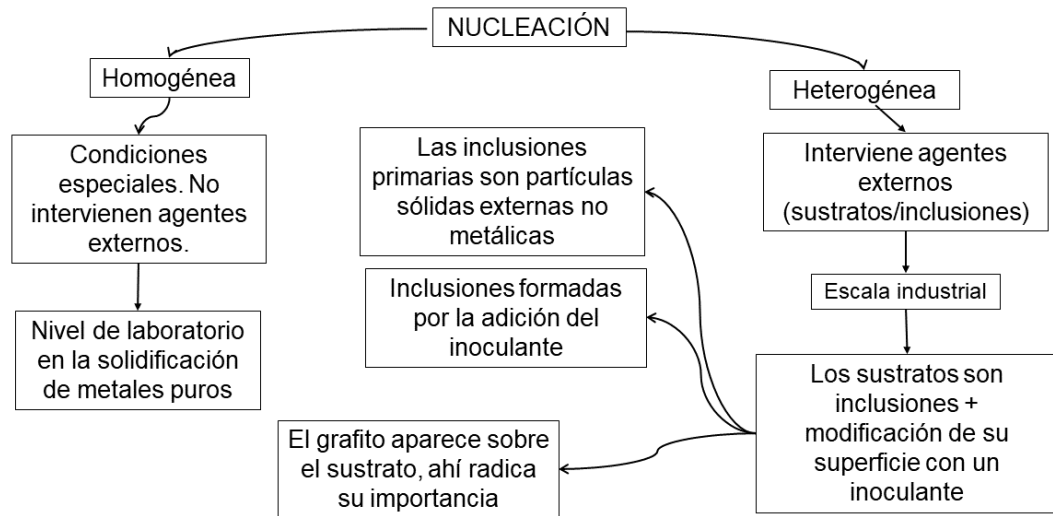 NUCLEACIÓN
Homogénea
Condiciones
especiales. No
intervienen agentes
externos.
Nivel de laboratorio
en la solidificación
de metales puros
Heterogénea
Interviene agentes
externos
(sustratos/inclusiones)
Escala industrial
Los sustratos son
inclusiones +
modificación de su
superficie con un
inoculante
Las inclusiones
primarias son partículas
sólidas externas no
metálicas
Inclusiones formadas
por la adición del
inoculante
El grafito aparece sobre
el sustrato, ahí radica
su importancia